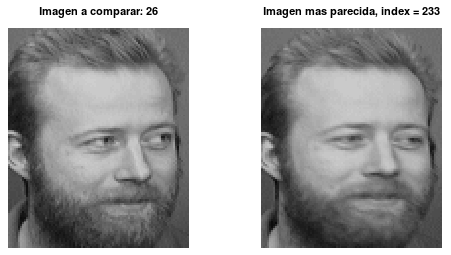 Imagen a comparar: 26
Imagen mas parecida, index = 233